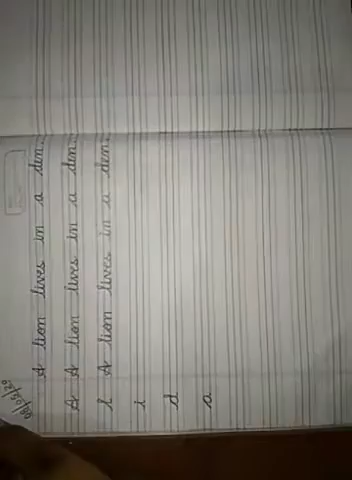 A lion lives in a den.
A A lion lives in a den.
l A lion lives in a den.
i
d
a